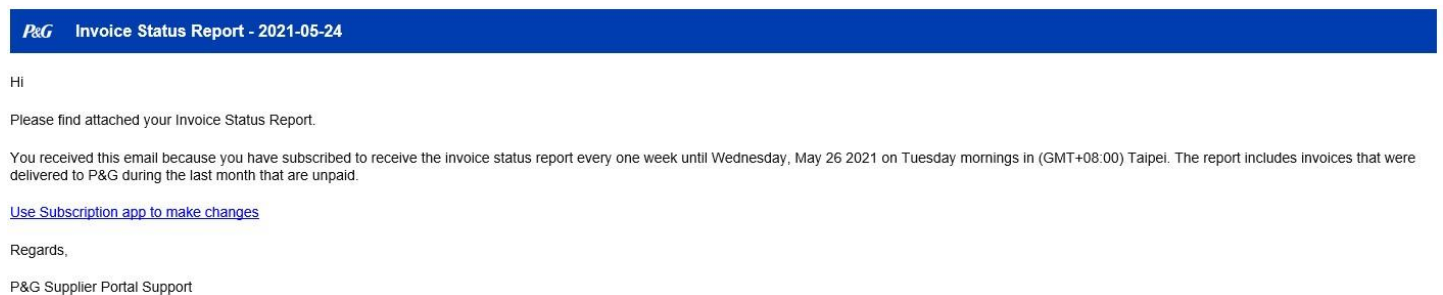 P&G Invoice Status Report - 2021-05-24
Hi
Please find attached your Invoice Status Report.
You received this email because you have subscribed to receive the invoice status report every one week until Wednesday, May 26 2021 on Tuesday mornings in (GMT+08:00) Taipei. The report includes invoices that were
delivered to P&G during the last month that are unpaid.
Use Subscription app to make changes
Regards,
P&G Supplier Portal Support